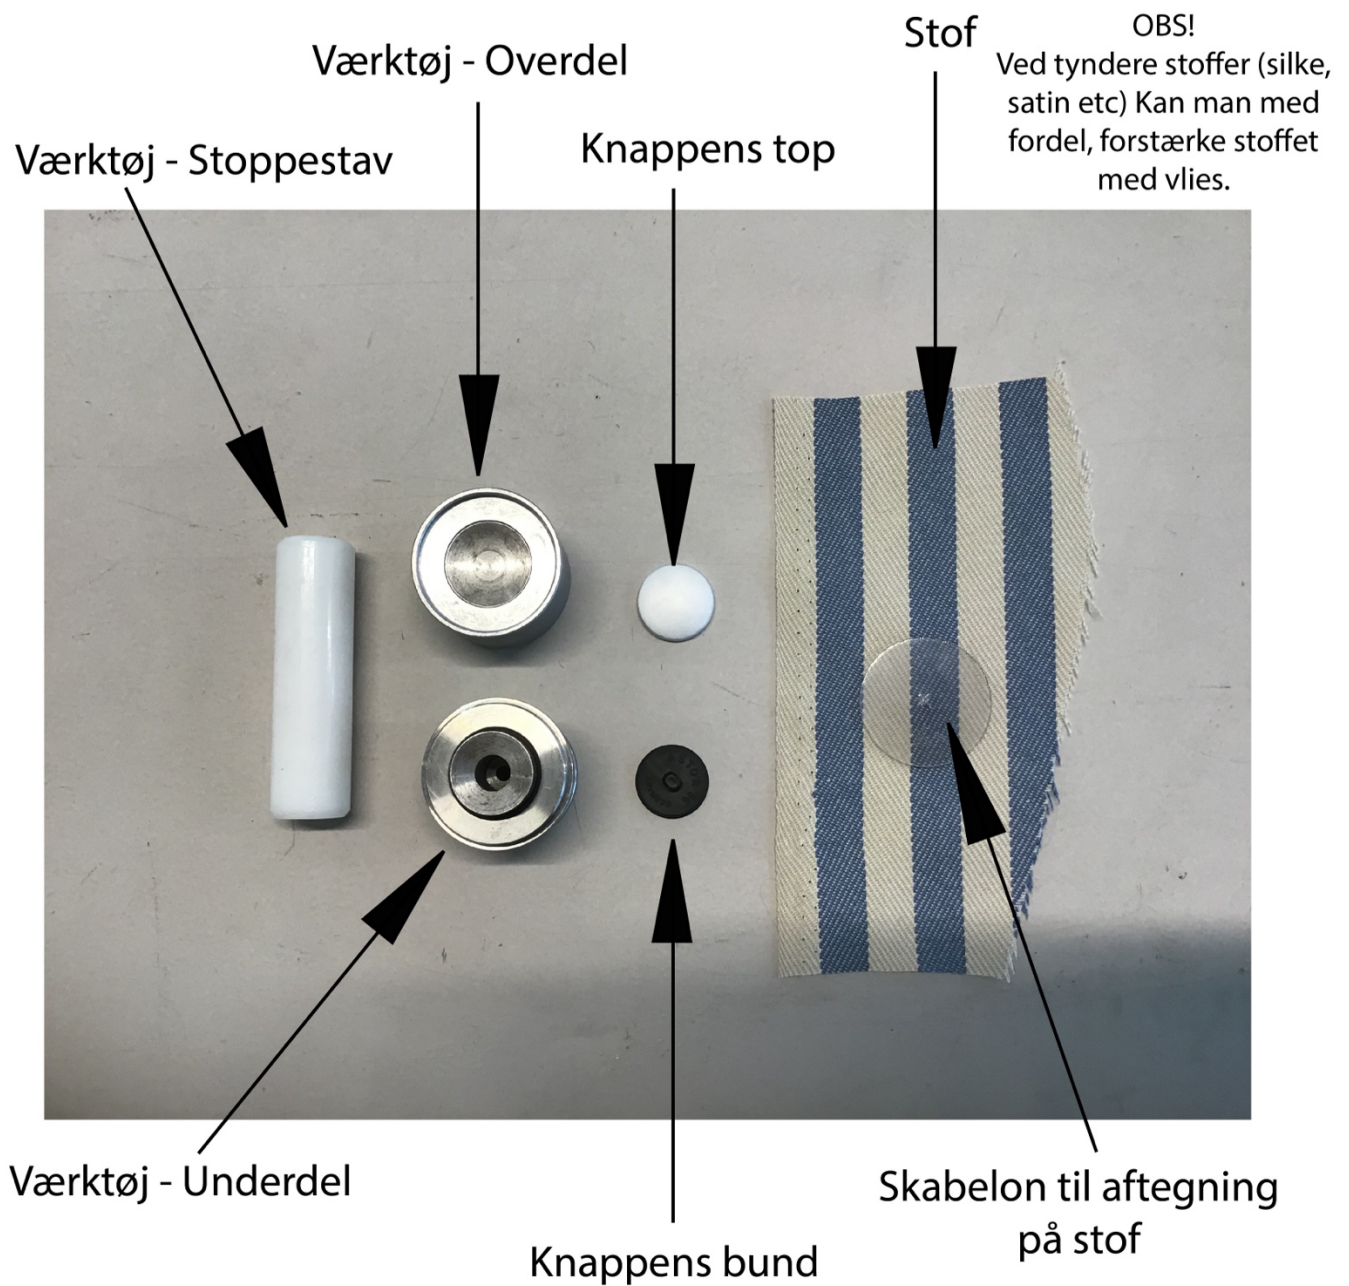 Stof
OBS!
Ved tyndere stoffer (silke,
satin etc) Kan man med
fordel, forstærke stoffet
med vlies.
Værktøj - Overdel
Knappens top
Værktøj - Stoppestav
Værktøj - Underdel
Knappens bund
Skabelon til aftegning
på stof